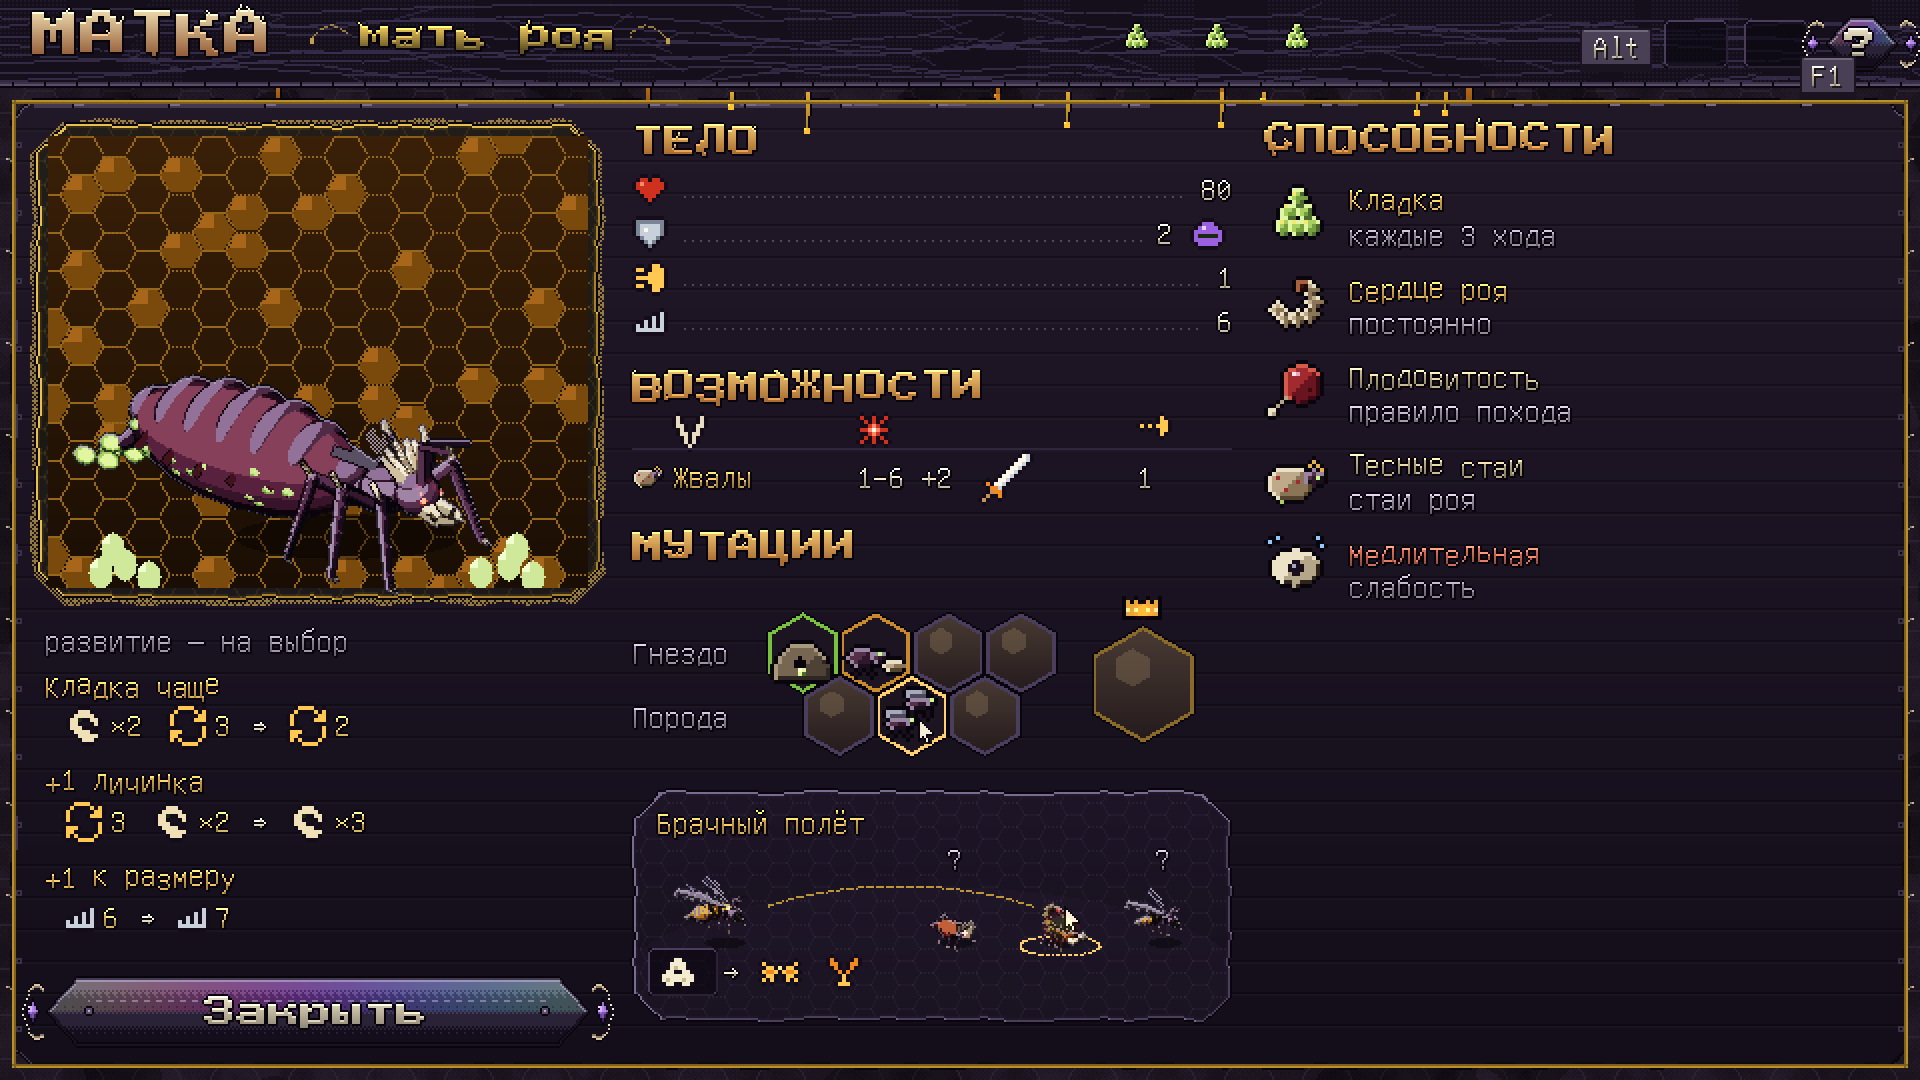 МАТКА
мать роя
Alt
?
F1
ТЕЛО
80
2
1
6
ВОЗМОЖНОСТИ
Жвалы 1-6 +2 1
МУТАЦИИ
Гнездо
Порода
Брачный полёт
? ?
СПОСОБНОСТИ
Кладка
каждые 3 хода
Сердце роя
постоянно
Плодовитость
правило похода
Тесные стаи
стаи роя
Медлительная
слабость
развитие — на выбор
Кладка чаще
×2 3 ⇒ 2
+1 личинка
3 ×2 ⇒ ×3
+1 к размеру
6 ⇒ 7
Закрыть